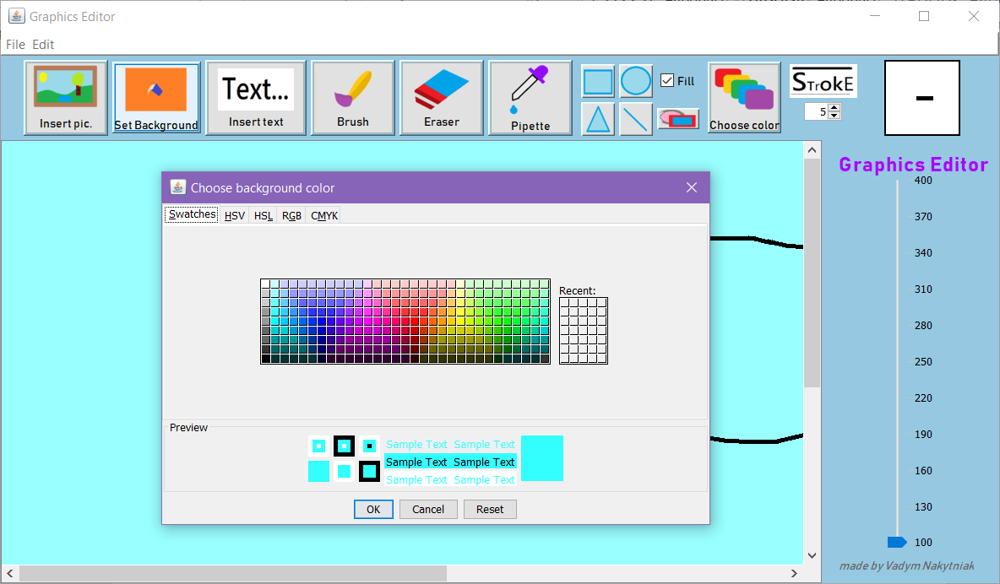 Graphics Editor
File Edit
Insert pic.
Set Background
Text...
Insert text
Brush
Eraser
Pipette
Fill
Choose color
STrOkE
5
Graphics Editor
400
370
340
310
280
250
220
190
160
130
100
made by Vadym Nakytniak
Choose background color
Swatches HSV HSL RGB CMYK
Recent:
Preview
Sample Text Sample Text
Sample Text Sample Text
Sample Text Sample Text
OK Cancel Reset